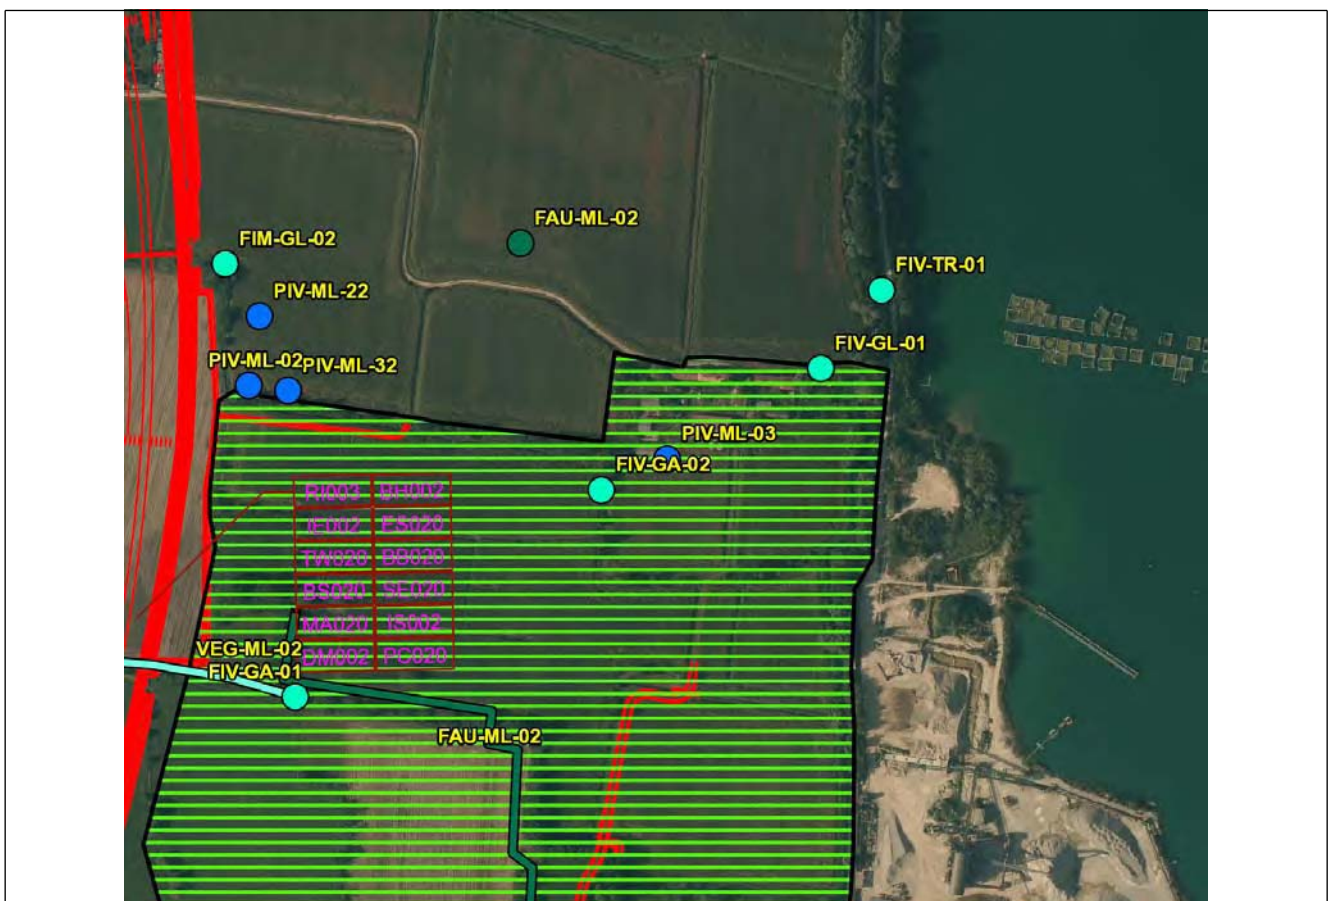 FAU-ML-02
FIM-GL-02
FIV-TR-01
PIV-ML-22
FIV-GL-01
PIV-ML-02 PIV-ML-32
PIV-ML-03
FIV-GA-02
RI003 BH002
IE002 ES020
TW020 BB020
BS020 SE020
MA020 IS002
VEG-ML-02
DM002 PG020
FIV-GA-01
FAU-ML-02